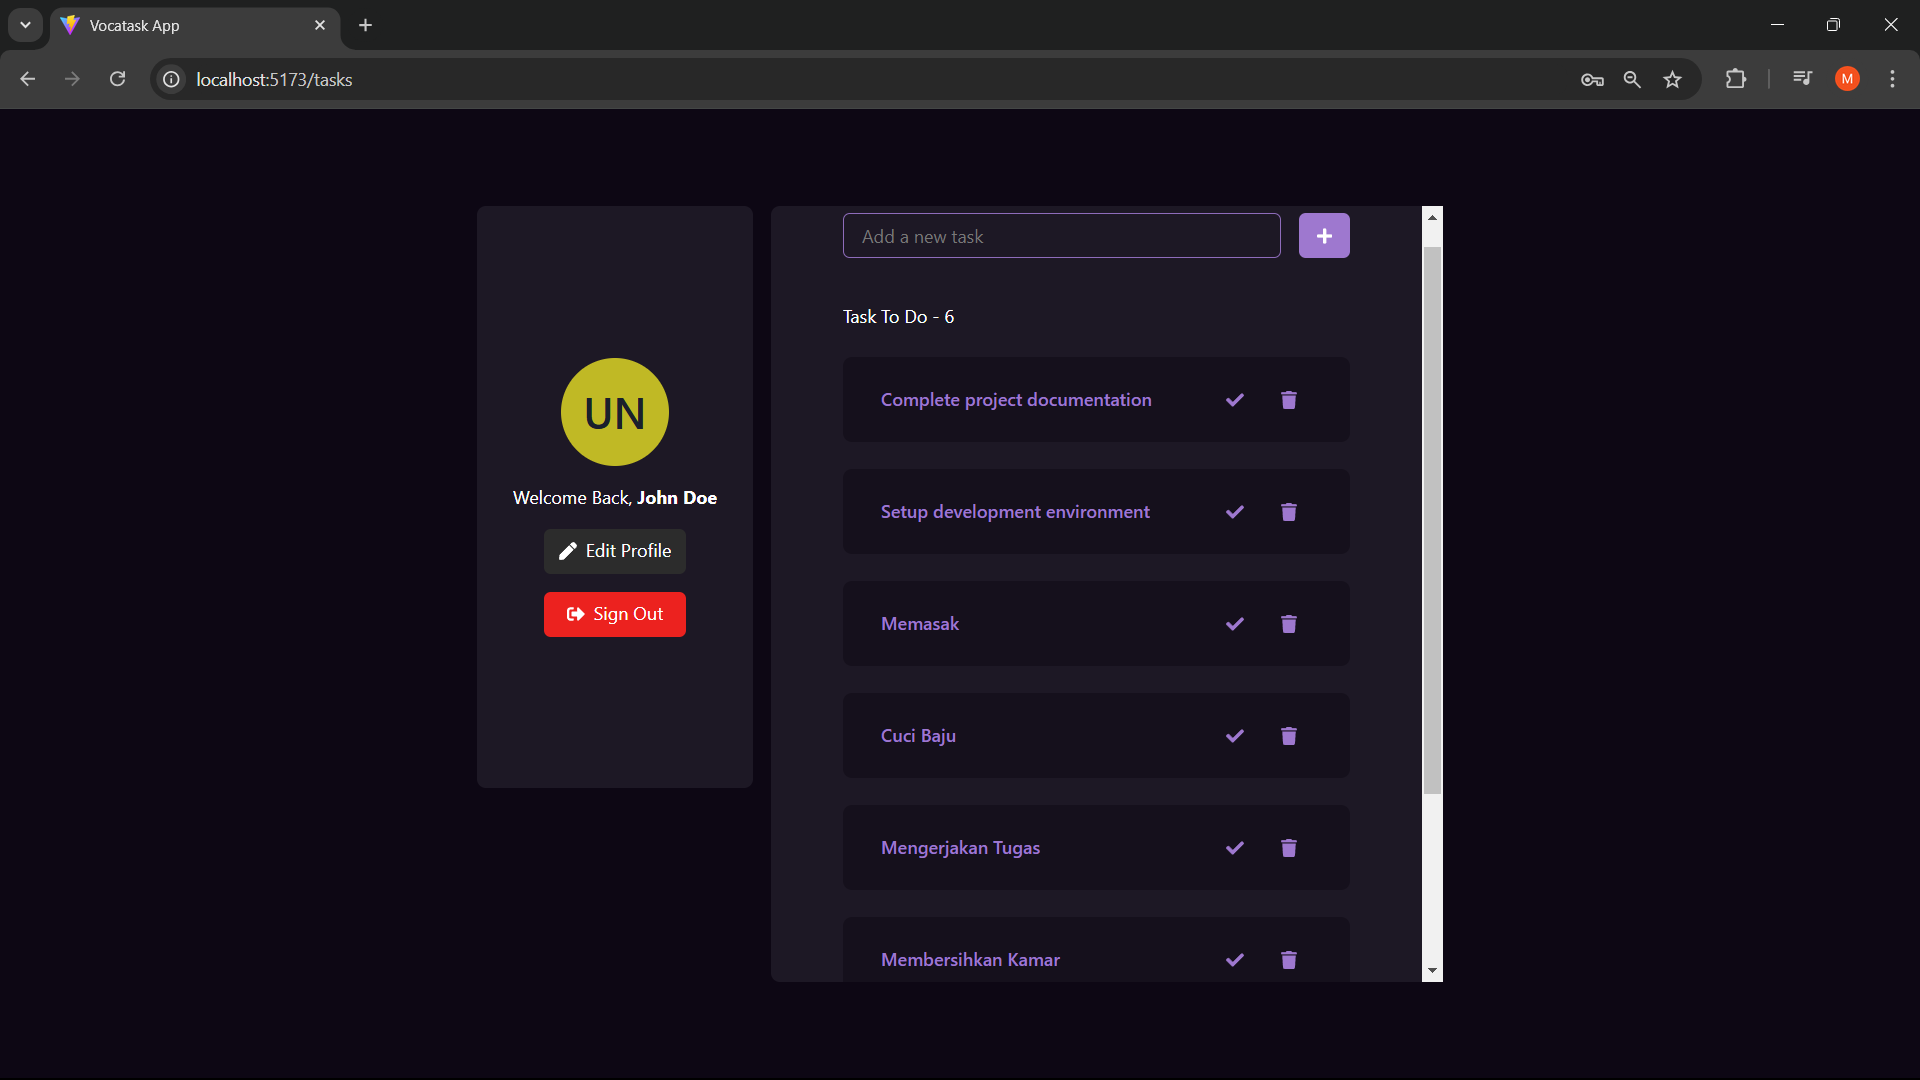 Vocatask App
localhost:5173/tasks
M
UN
Welcome Back, John Doe
Edit Profile
Sign Out
Add a new task
Task To Do - 6
Complete project documentation
Setup development environment
Memasak
Cuci Baju
Mengerjakan Tugas
Membersihkan Kamar